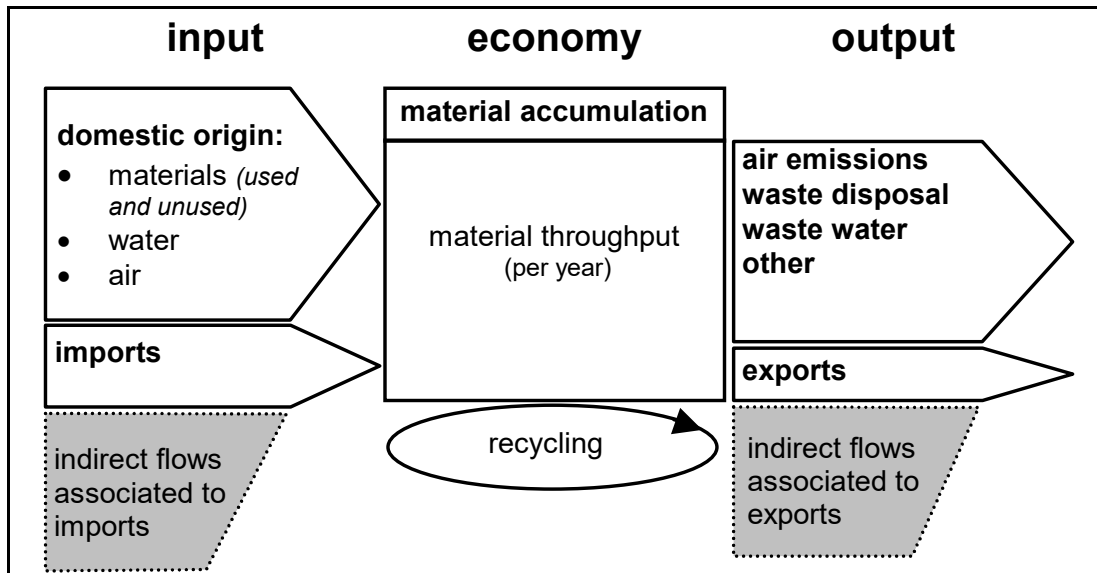 input
economy
output
domestic origin:
• materials (used
and unused)
• water
• air
imports
indirect flows
associated to
imports
material accumulation
material throughput
(per year)
recycling
air emissions
waste disposal
waste water
other
exports
indirect flows
associated to
exports